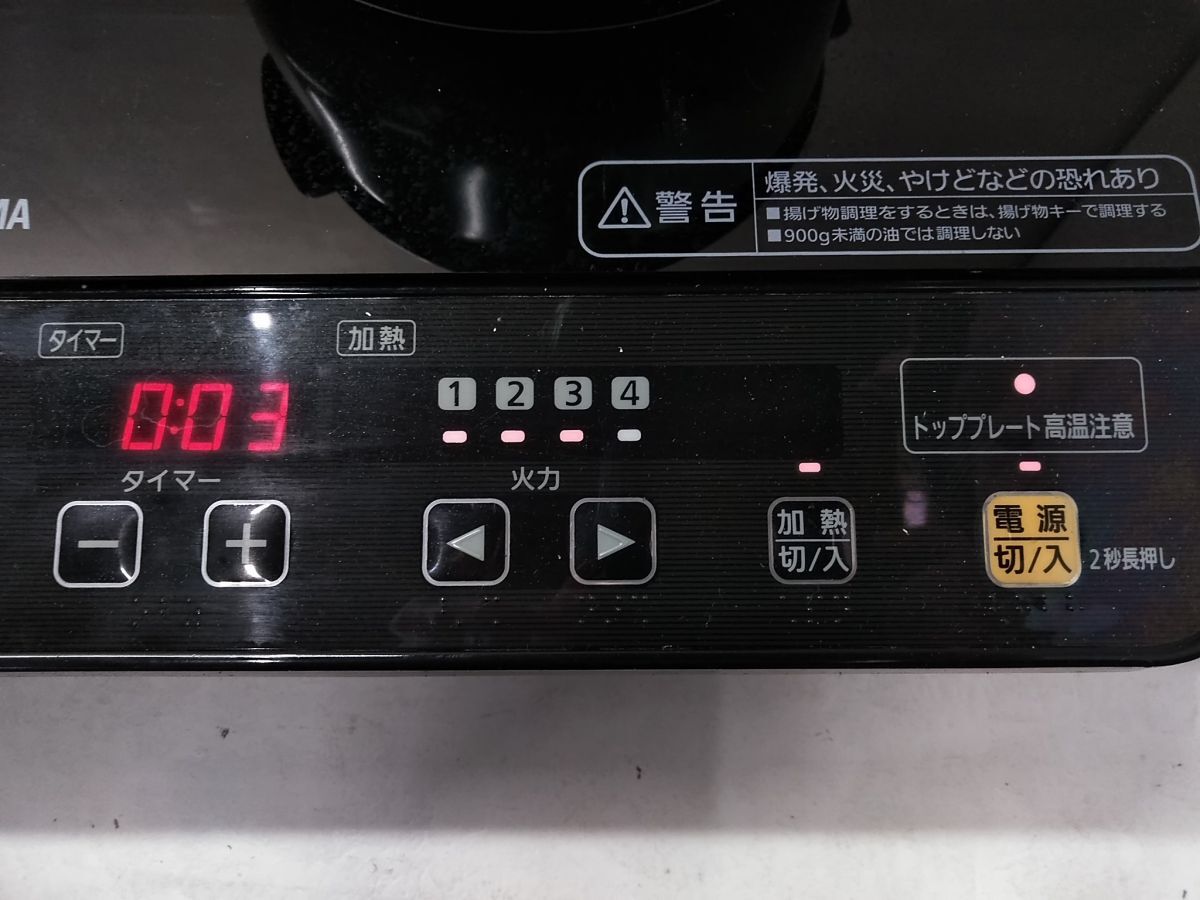 MA
警告
爆発、火災、やけどなどの恐れあり
■揚げ物調理をするときは、揚げ物キーで調理する
■900g未満の油では調理しない
タイマー
加熱
0:03
1 2 3 4
トッププレート高温注意
タイマー
火力
加熱
切/入
電源
切/入
2秒長押し